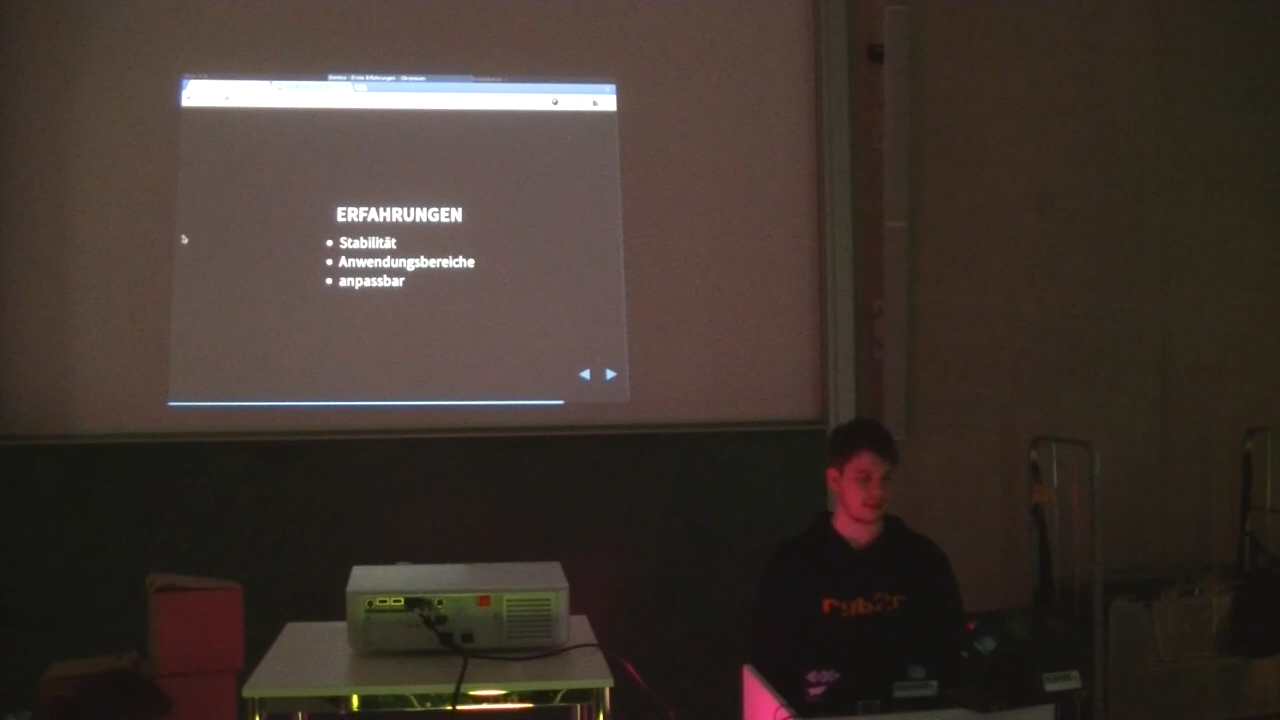 ERFAHRUNGEN
• Stabilität
• Anwendungsbereiche
• anpassbar